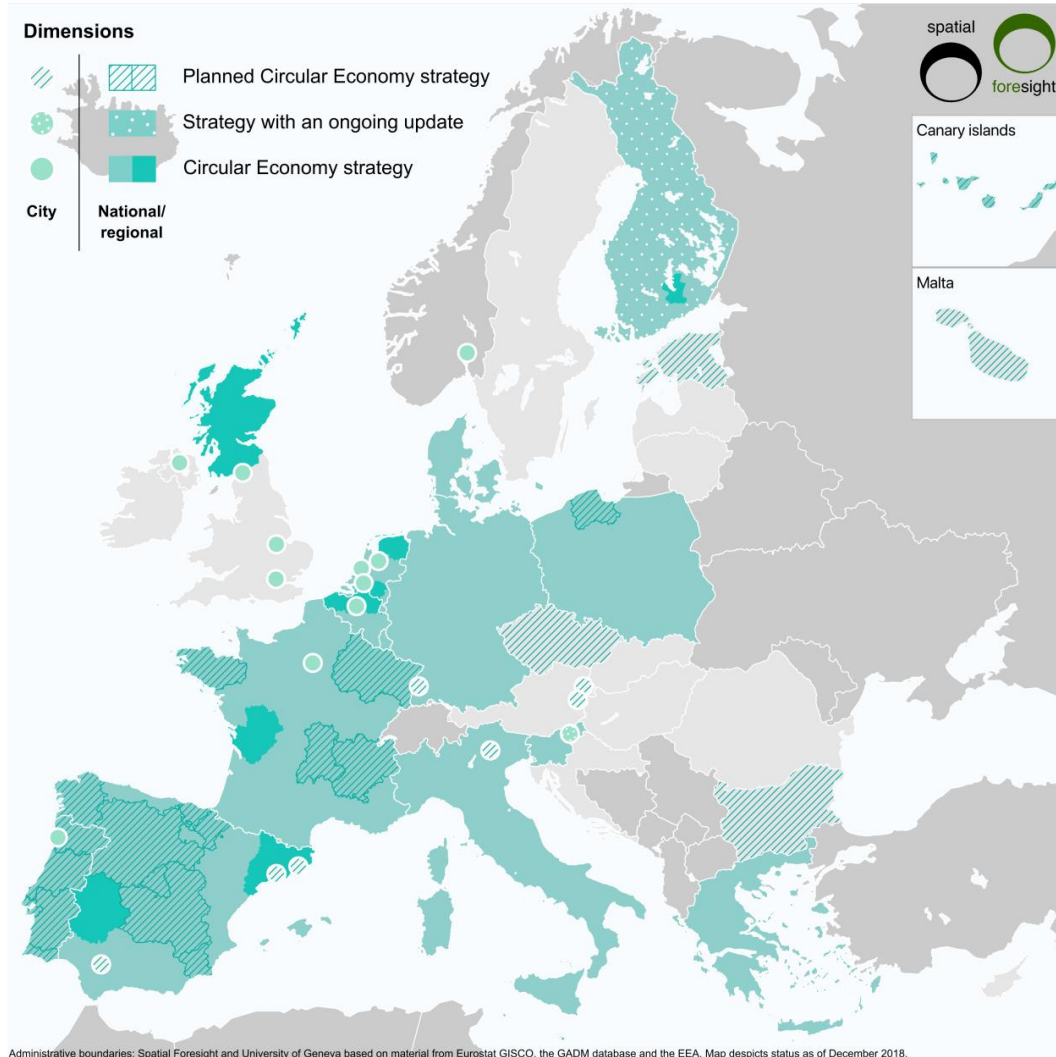 Dimensions
Planned Circular Economy strategy
Strategy with an ongoing update
Circular Economy strategy
City
National/
regional
spatial
foresight
Canary islands
Malta
Administrative boundaries: Spatial Foresight and University of Geneva based on material from Eurostat GISCO, the GADM database and the EEA. Map despicts status as of December 2018.